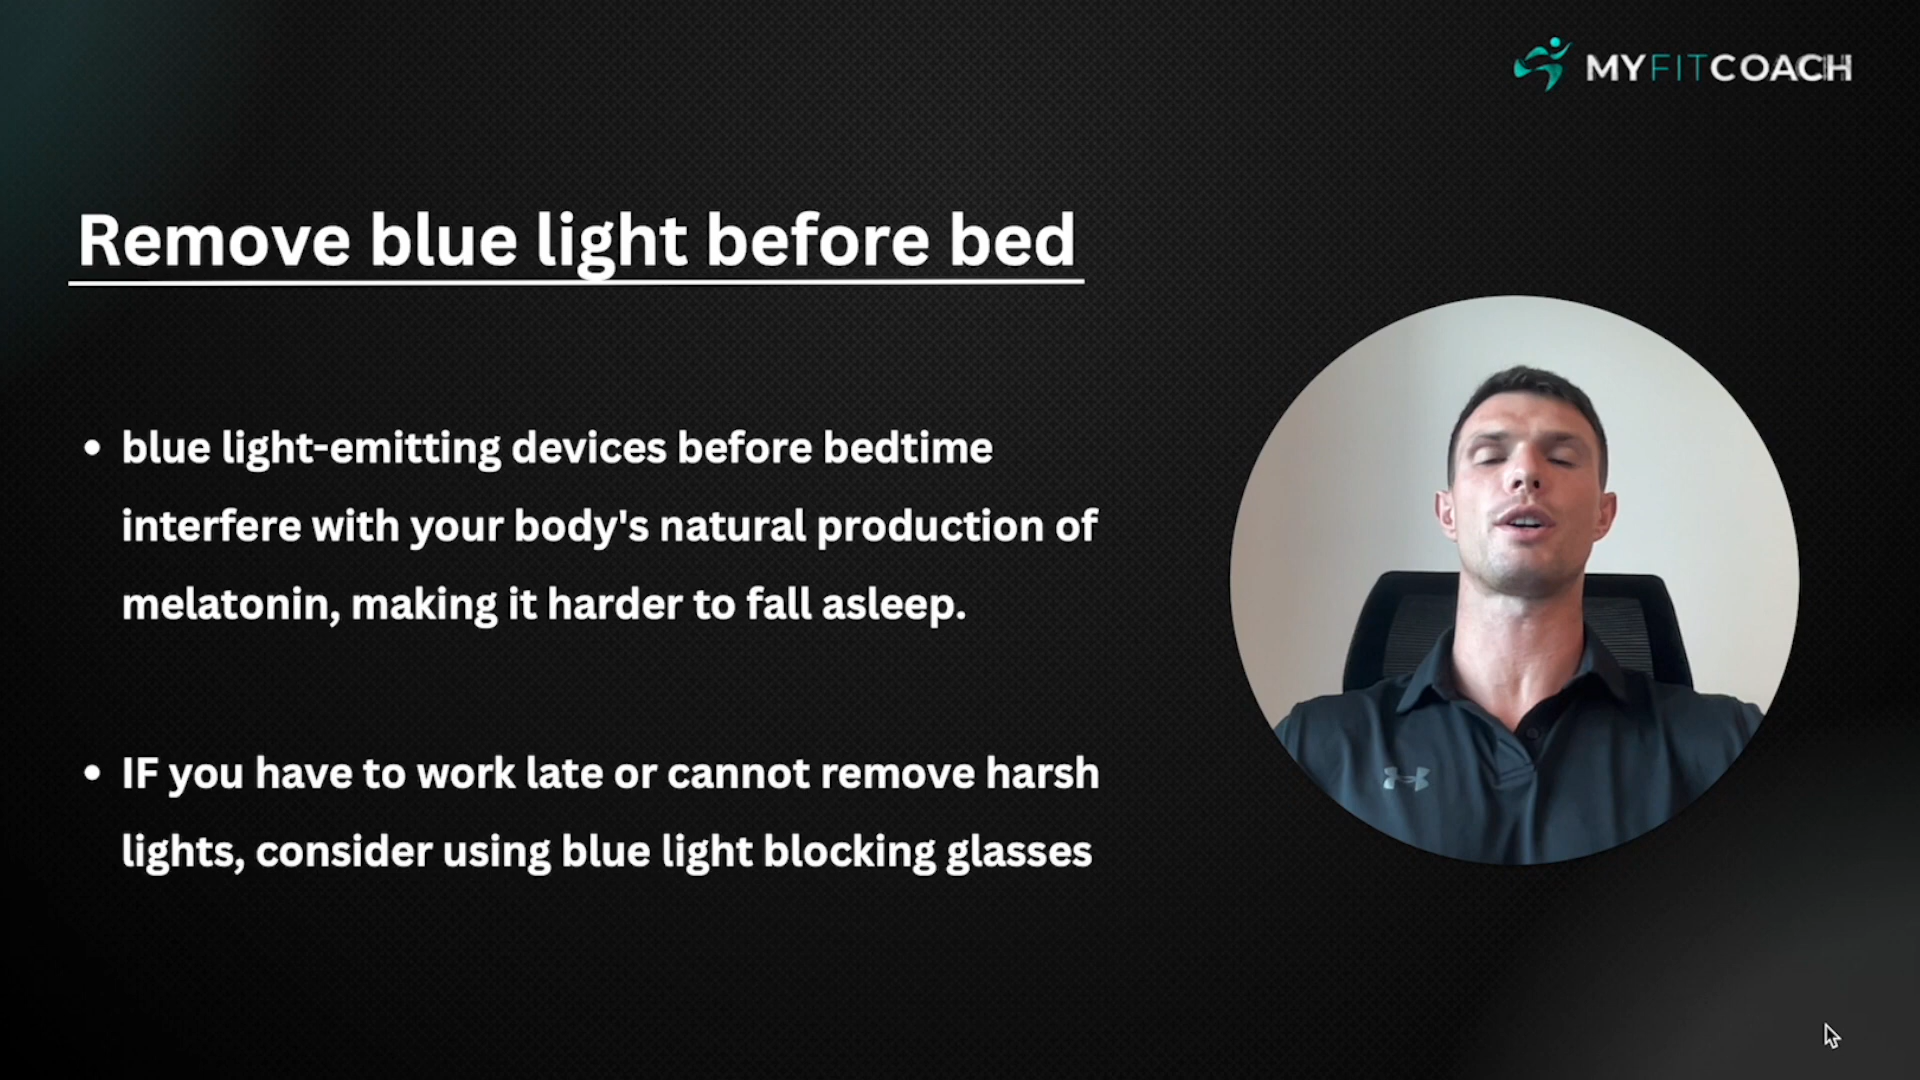 MYFITCOACH
Remove blue light before bed
• blue light-emitting devices before bedtime
interfere with your body's natural production of
melatonin, making it harder to fall asleep.
• IF you have to work late or cannot remove harsh
lights, consider using blue light blocking glasses